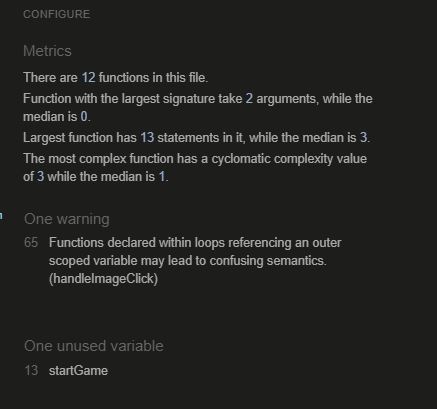 CONFIGURE
Metrics
There are 12 functions in this file.
Function with the largest signature take 2 arguments, while the
median is 0.
Largest function has 13 statements in it, while the median is 3.
The most complex function has a cyclomatic complexity value
of 3 while the median is 1.
One warning
65 Functions declared within loops referencing an outer
scoped variable may lead to confusing semantics.
(handleImageClick)
One unused variable
13 startGame